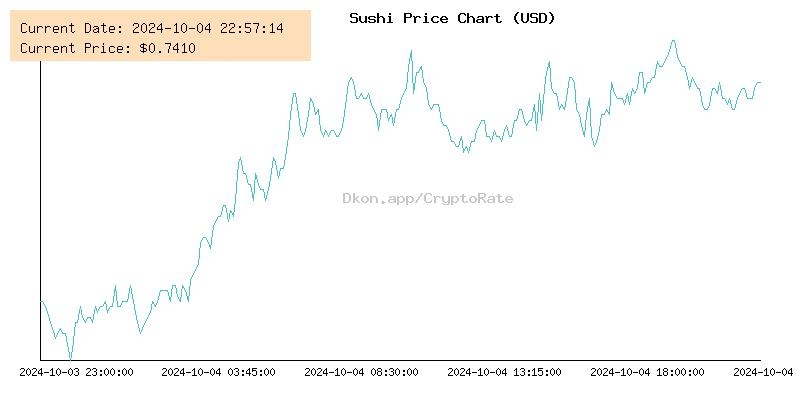 Sushi Price Chart (USD)
Current Date: 2024-10-04 22:57:14
Current Price: $0.7410
Dkon.app/CryptoRate
2024-10-03 23:00:00 2024-10-04 03:45:00 2024-10-04 08:30:00 2024-10-04 13:15:00 2024-10-04 18:00:00 2024-10-04